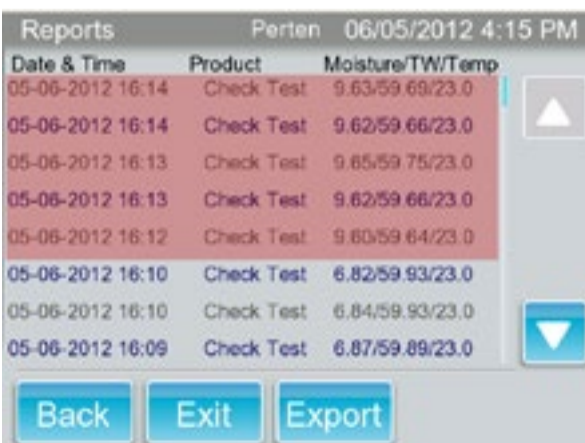 Reports Perten 06/05/2012 4:15 PM
Date & Time Product Moisture/TW/Temp
05-06-2012 16:14 Check Test 9.63/59.69/23.0
05-06-2012 16:14 Check Test 9.62/59.66/23.0
05-06-2012 16:13 Check Test 9.65/59.75/23.0
05-06-2012 16:13 Check Test 9.62/59.66/23.0
05-06-2012 16:12 Check Test 9.60/59.64/23.0
05-06-2012 16:10 Check Test 6.82/59.93/23.0
05-06-2012 16:10 Check Test 6.84/59.93/23.0
05-06-2012 16:09 Check Test 6.87/59.89/23.0
Back Exit Export